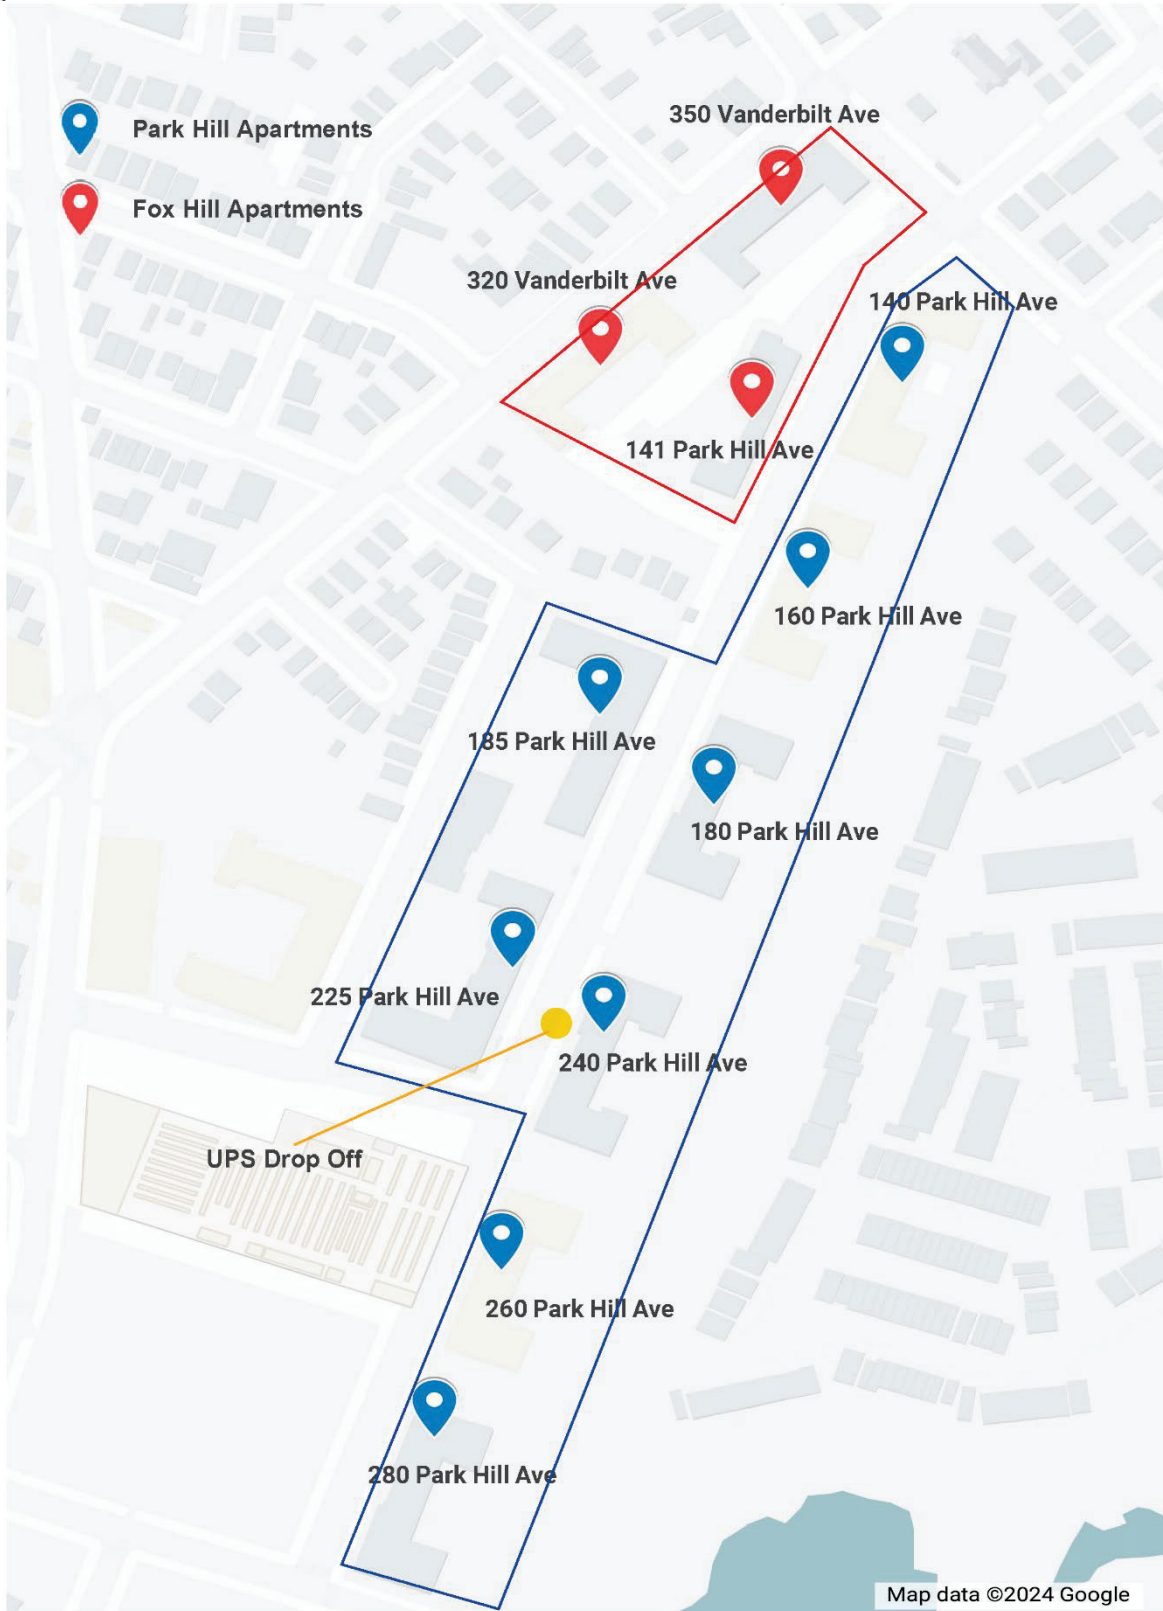 350 Vanderbilt Ave
Park Hill Apartments
Fox Hill Apartments
320 Vanderbilt Ave
140 Park Hill Ave
141 Park Hill Ave
160 Park Hill Ave
185 Park Hill Ave
180 Park Hill Ave
225 Park Hill Ave
240 Park Hill Ave
UPS Drop Off
260 Park Hill Ave
280 Park Hill Ave
Map data ©2024 Google